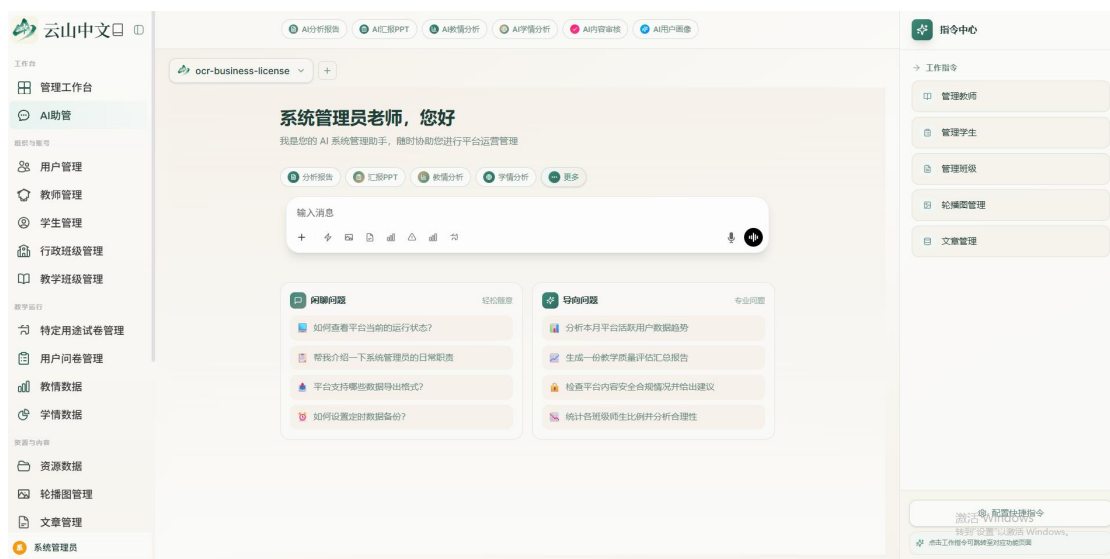 云山中文
工作台
管理工作台
AI助管
组织与账号
用户管理
教师管理
学生管理
行政班级管理
教学班级管理
教学运行
特定用途试卷管理
用户问卷管理
教情数据
学情数据
资源与内容
资源数据
轮播图管理
文章管理
系统管理员
AI分析报告
AI汇报PPT
AI教情分析
AI学情分析
AI内容审核
AI用户画像
ocr-business-license
系统管理员老师，您好
我是您的 AI 系统管理助手，随时协助您进行平台运营管理
分析报告
汇报PPT
教情分析
学情分析
更多
输入消息
闲聊问题
轻松随意
如何查看平台当前的运行状态?
帮我介绍一下系统管理员的日常职责
平台支持哪些数据导出格式?
如何设置定时数据备份?
导向问题
专业问题
分析本月平台活跃用户数据趋势
生成一份教学质量评估汇总报告
检查平台内容安全合规情况并给出建议
统计各班级师生比例并分析合理性
指令中心
工作指令
管理教师
管理学生
管理班级
轮播图管理
文章管理
配置快捷指令
激活 Windows
转到“设置”以激活 Windows。
点击工作指令可跳转至对应功能页面